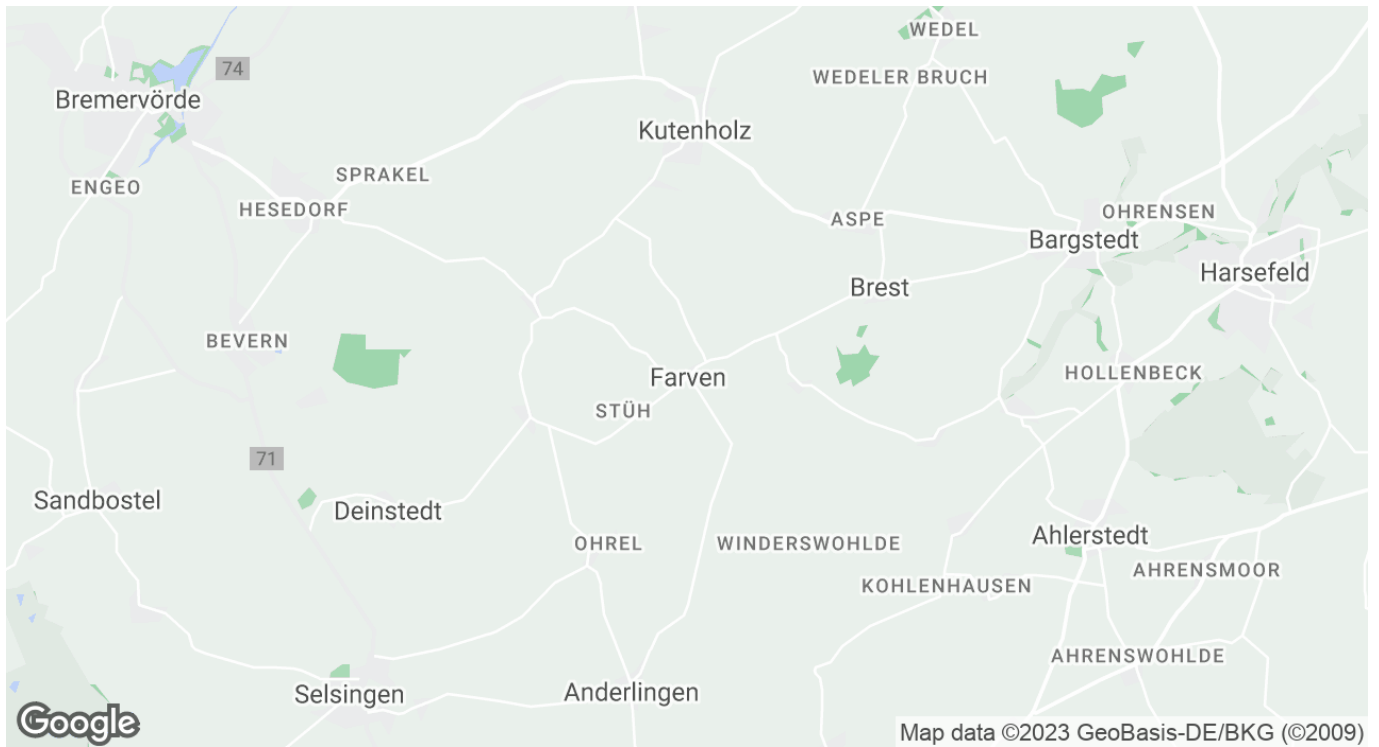 WEDEL
74
WEDELER BRUCH
Bremervörde
Kutenholz
SPRAKEL
ENGEO
HESEDORF
ASPE
OHRENSEN
Bargstedt
Harsefeld
Brest
BEVERN
Farven
HOLLENBECK
STÜH
71
Sandbostel
Deinstedt
Ahlerstedt
OHREL
WINDERSWOHLDE
AHRENSMOOR
KOHLENHAUSEN
AHRENSWOHLDE
Selsingen
Anderlingen
Google
Map data ©2023 GeoBasis-DE/BKG (©2009)